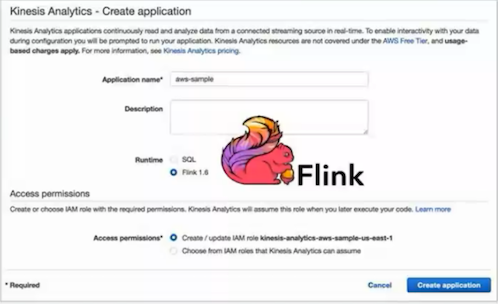 Kinesis Analytics - Create application
Kinesis Analytics applications continuously read and analyze data from a connected streaming source in real-time. To enable interactivity with your data
during configuration you will be prompted to run your application. Kinesis Analytics resources are not covered under the AWS Free Tier, and usage-
based charges apply. For more information, see Kinesis Analytics pricing.
Application name* aws-sample
Description
Runtime SQL
Flink 1.6
Flink
Access permissions
Create or choose IAM role with the required permissions. Kinesis Analytics will assume this role when you later execute your code. Learn more
Access permissions* Create / update IAM role kinesis-analytics-aws-sample-us-east-1
Choose from IAM roles that Kinesis Analytics can assume
* Required Cancel Create application